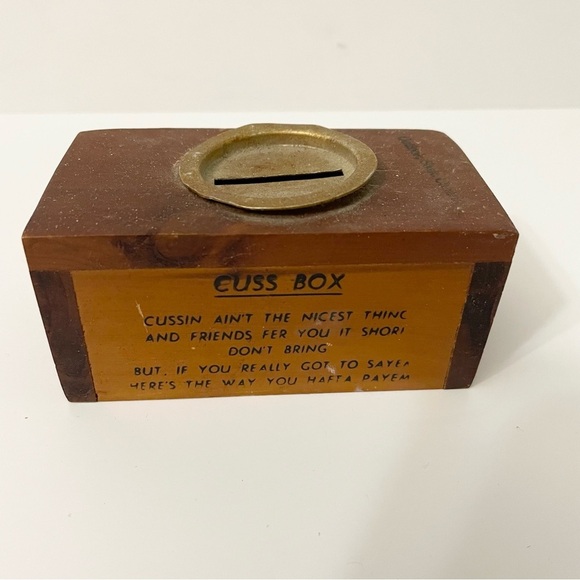 CUSS BOX
CUSSIN AIN'T THE NICEST THING
AND FRIENDS FER YOU IT SHORE
DON'T BRING
BUT, IF YOU REALLY GOT TO SAYEM
HERE'S THE WAY YOU HAFTA PAYEM